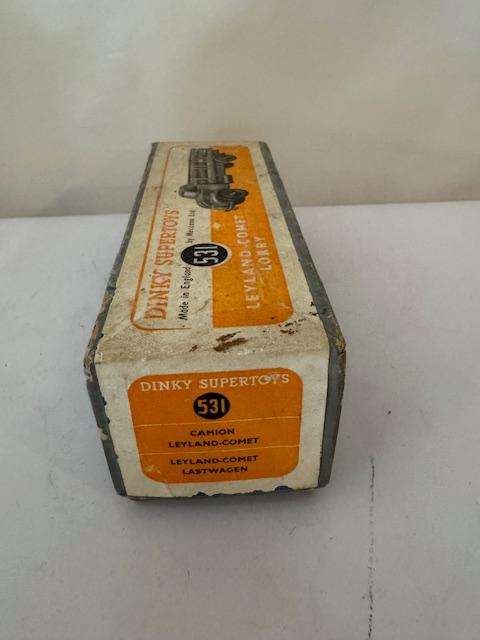 DINKY SUPERTOYS
531
Made in England by Meccano Ltd.
LEYLAND-COMET
LORRY
DINKY SUPERTOYS
531
CAMION
LEYLAND-COMET
LEYLAND-COMET
LASTWAGEN